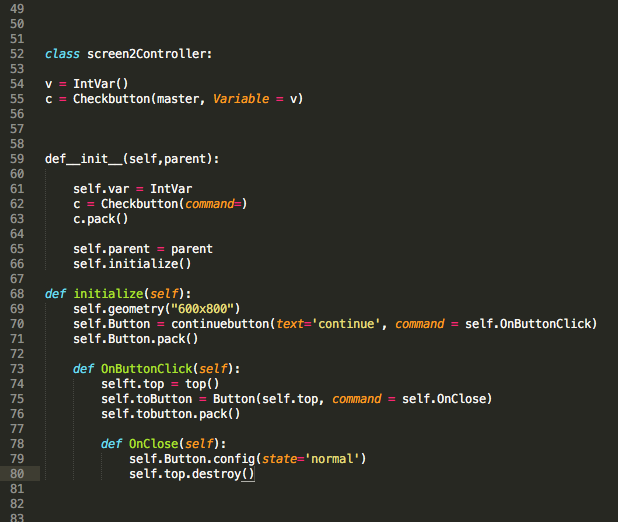 49
50
51
52 class screen2Controller:
53
54 v = IntVar()
55 c = Checkbutton(master, Variable = v)
56
57
58
59 def__init__(self,parent):
60
61     self.var = IntVar
62     c = Checkbutton(command=)
63     c.pack()
64
65     self.parent = parent
66     self.initialize()
67
68 def initialize(self):
69     self.geometry("600x800")
70     self.Button = continuebutton(text='continue', command = self.OnButtonClick)
71     self.Button.pack()
72
73     def OnButtonClick(self):
74         selft.top = top()
75         self.toButton = Button(self.top, command = self.OnClose)
76         self.tobutton.pack()
77
78         def OnClose(self):
79             self.Button.config(state='normal')
80             self.top.destroy()
81
82
83